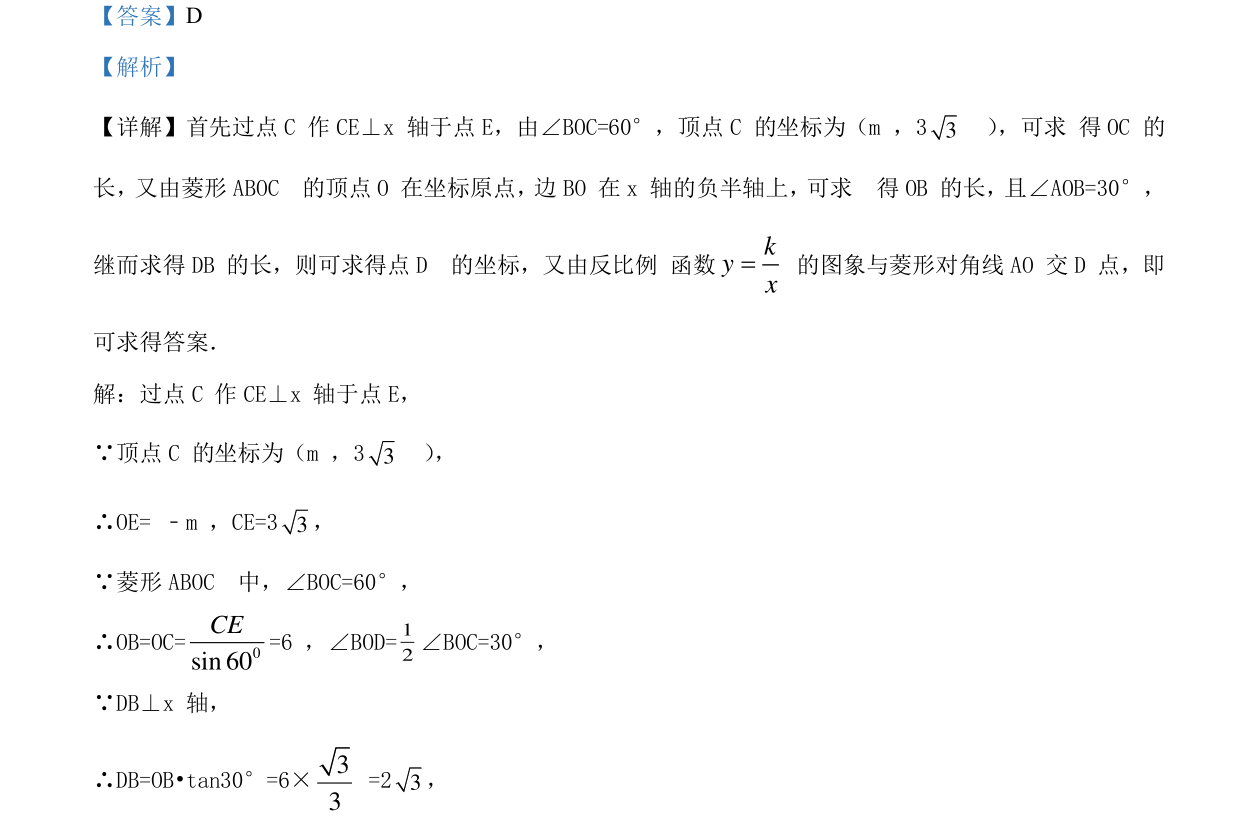 【答案】D
【解析】
【详解】首先过点 C 作 CE⊥x 轴于点 E，由∠BOC=60°，顶点 C 的坐标为（m ，3√3 ），可求 得 OC 的
长，又由菱形 ABOC 的顶点 O 在坐标原点，边 BO 在 x 轴的负半轴上，可求 得 OB 的长，且∠AOB=30°，
继而求得 DB 的长，则可求得点 D 的坐标，又由反比例 函数 y=k/x 的图象与菱形对角线 AO 交 D 点，即
可求得答案．
解：过点 C 作 CE⊥x 轴于点 E，
∵顶点 C 的坐标为（m ，3√3 ），
∴OE= ﹣m ，CE=3√3，
∵菱形 ABOC 中，∠BOC=60°，
∴OB=OC=CE/sin60⁰=6 ，∠BOD=1/2∠BOC=30°，
∵DB⊥x 轴，
∴DB=OB•tan30°=6×√3/3 =2√3，